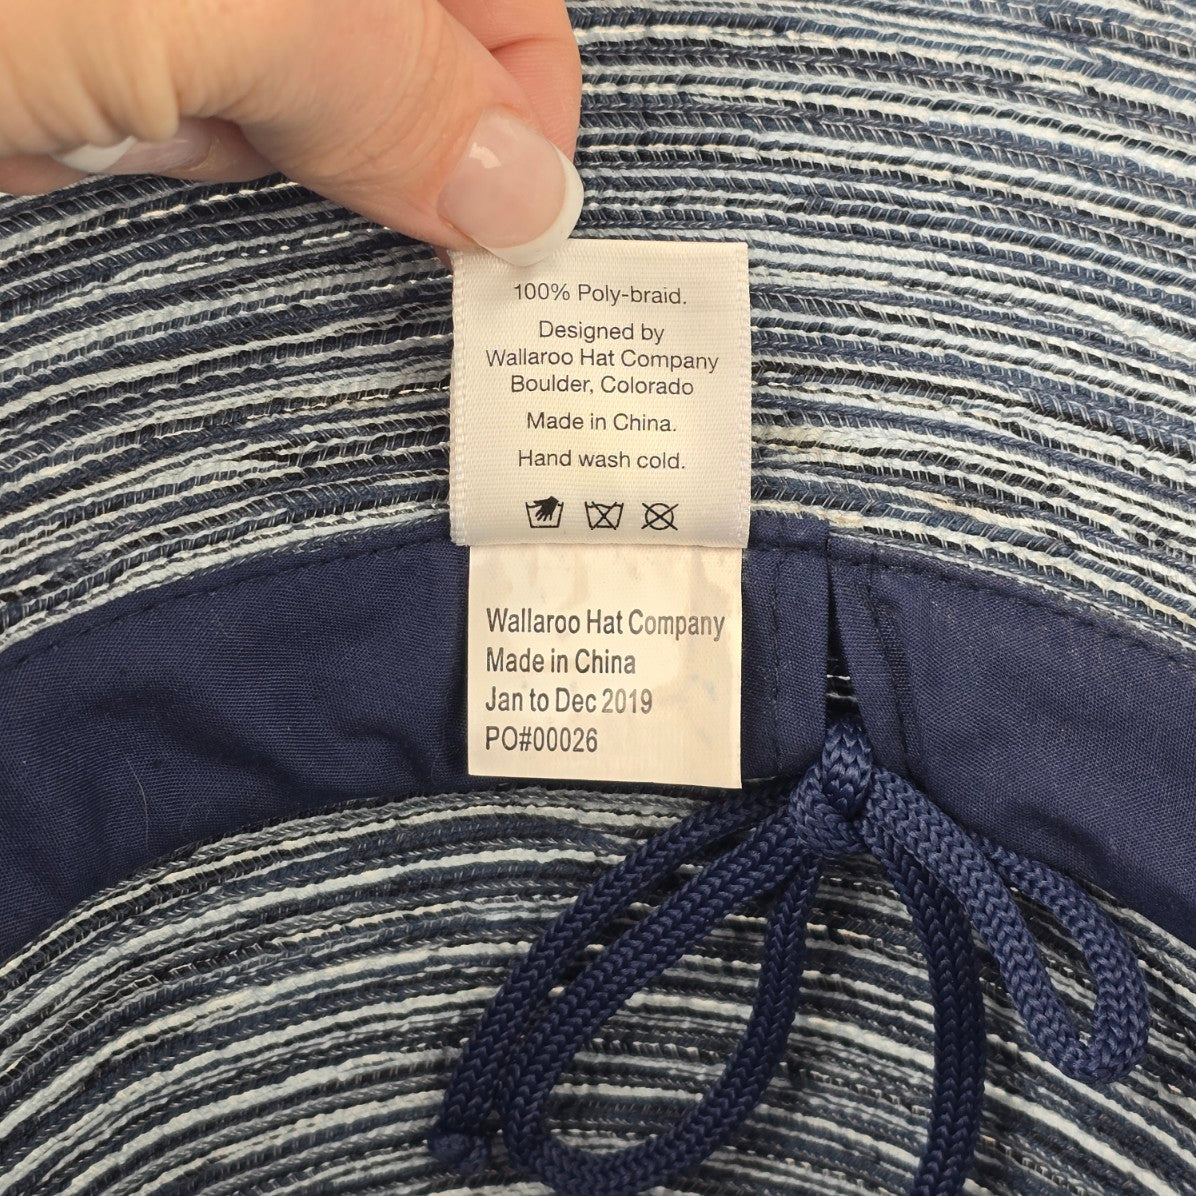 100% Poly-braid.
Designed by
Wallaroo Hat Company
Boulder, Colorado
Made in China.
Hand wash cold.
Wallaroo Hat Company
Made in China
Jan to Dec 2019
PO#00026